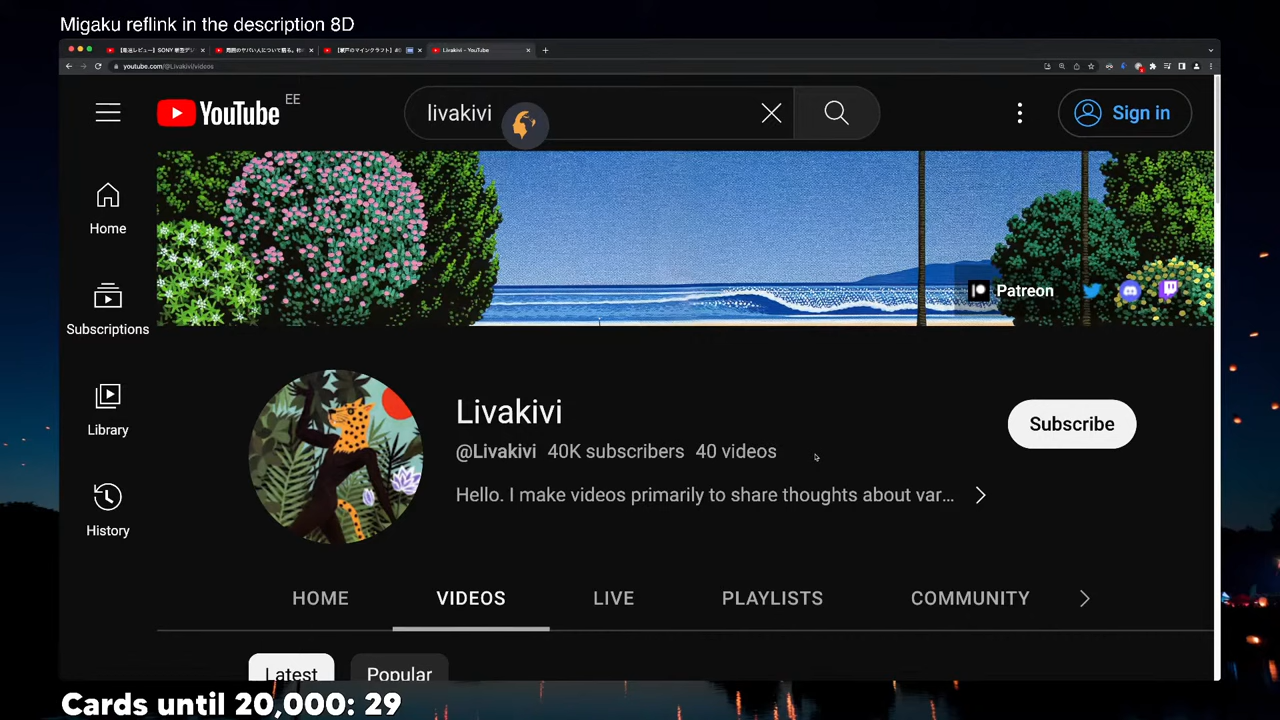 Migaku reflink in the description 8D
Livakivi - YouTube
youtube.com/@Livakivi/videos
YouTube EE
livakivi
Sign in
Home
Patreon
Subscriptions
Livakivi
Subscribe
Library
@Livakivi 40K subscribers 40 videos
Hello. I make videos primarily to share thoughts about var...
History
HOME VIDEOS LIVE PLAYLISTS COMMUNITY
Latest Popular
Cards until 20,000: 29